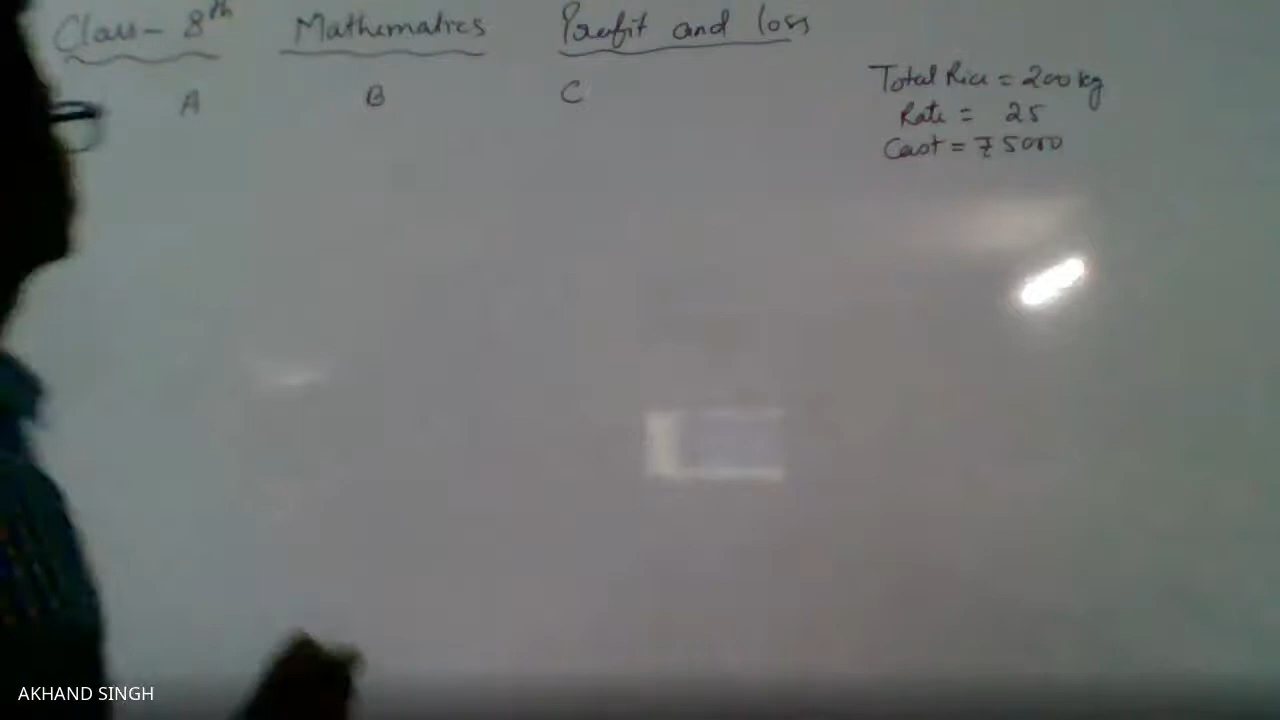 Class- 8th Mathematics Profit and loss
A B C
Total Rice = 200 kg
Rate = 25
Cost = ₹ 5000
AKHAND SINGH